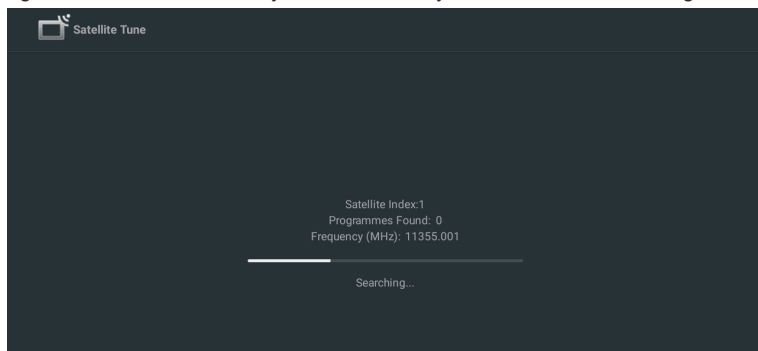 Satellite Tune
Satellite Index:1
Programmes Found: 0
Frequency (MHz): 11355.001
Searching...